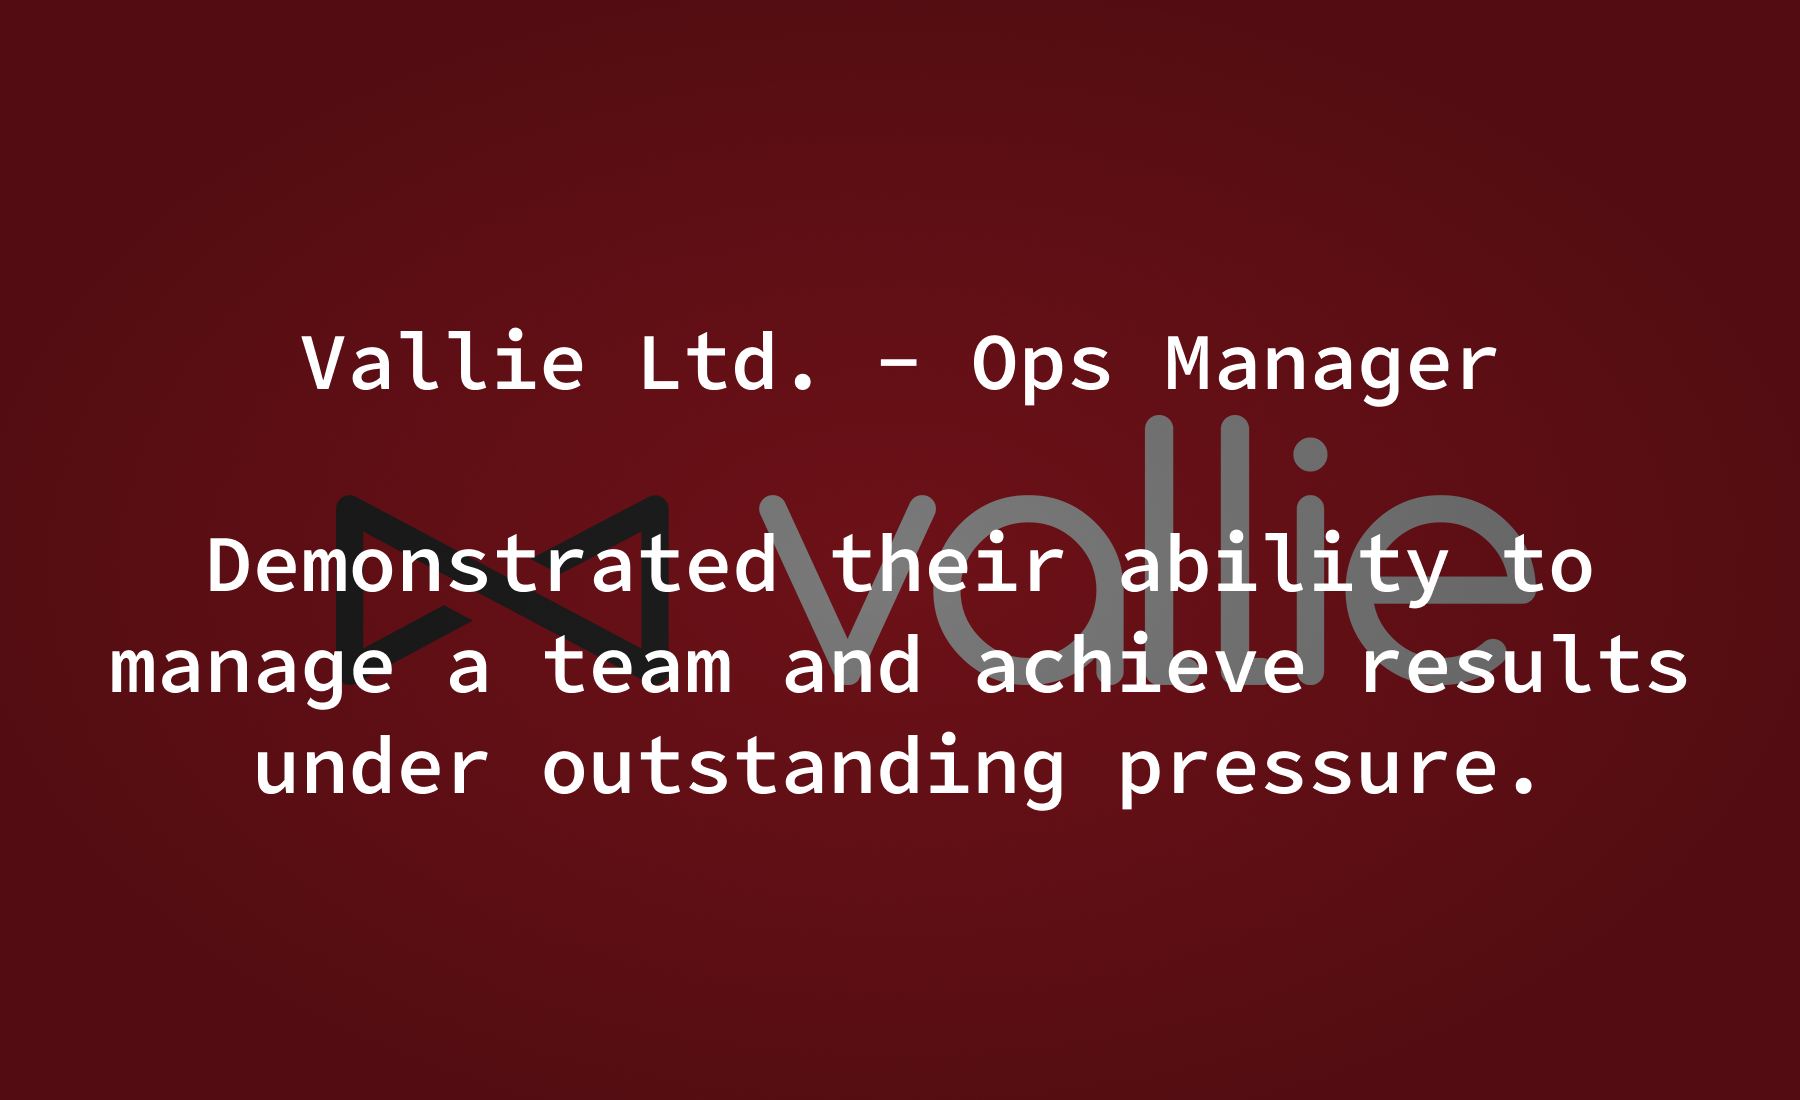 Vallie Ltd. – Ops Manager
vallie
Demonstrated their ability to
manage a team and achieve results
under outstanding pressure.